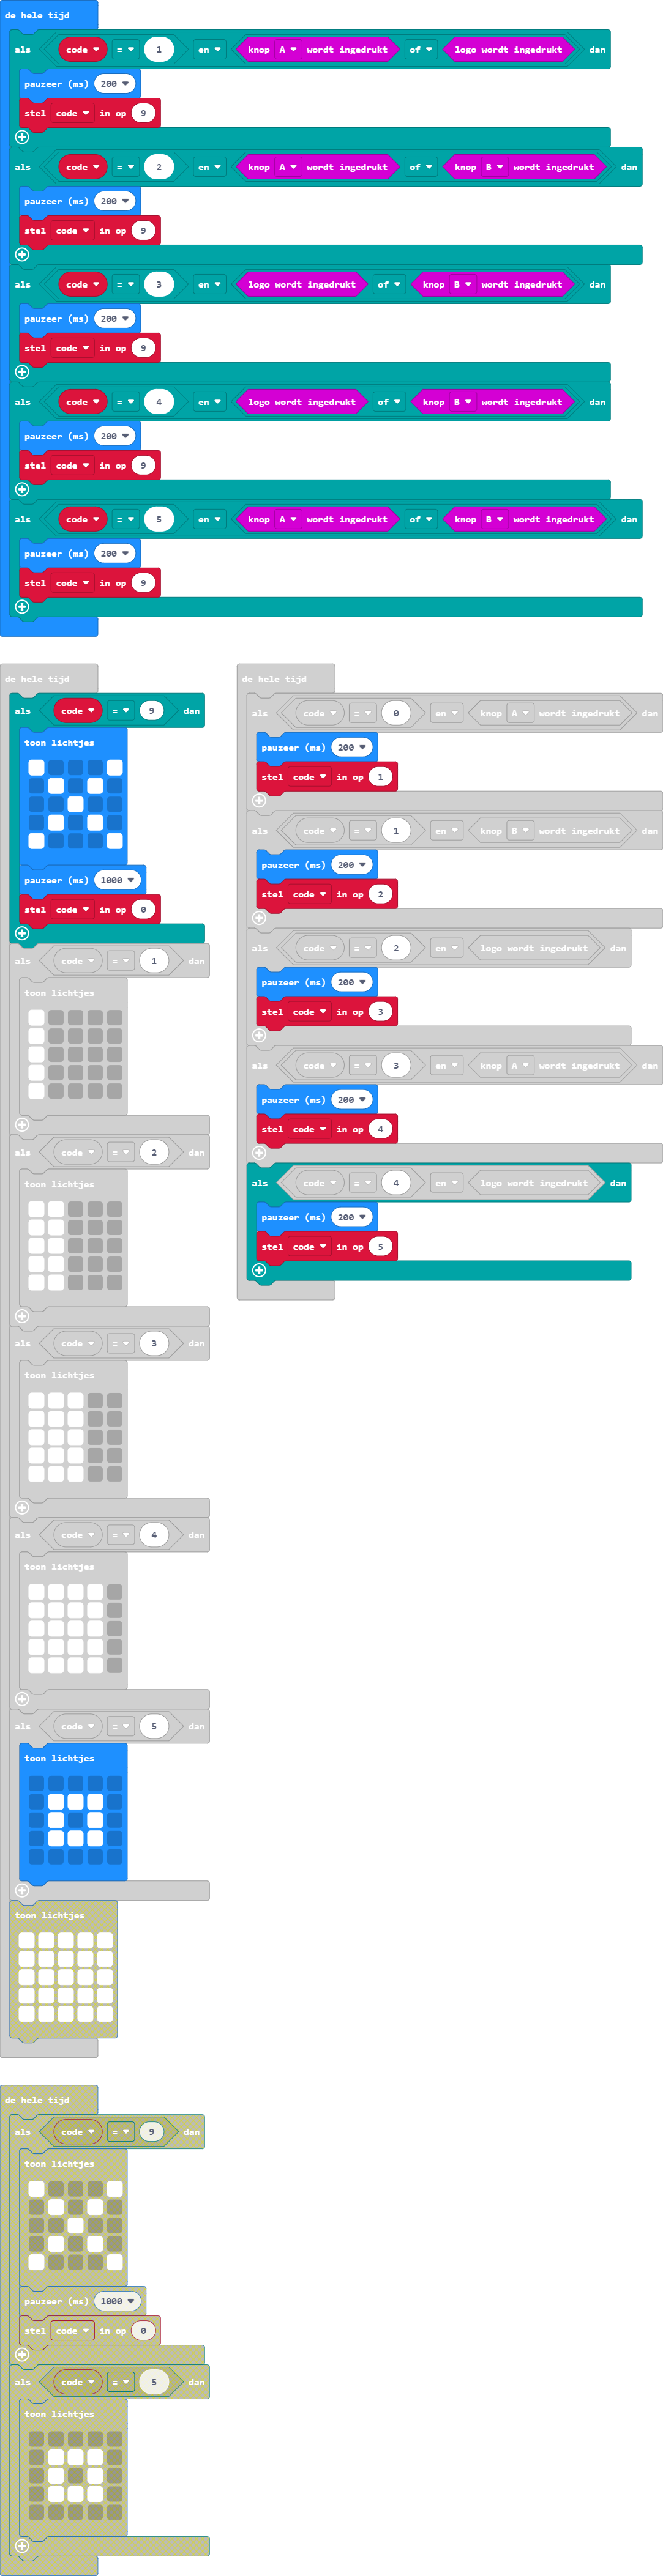 de hele tijd
als code = 1 en knop A wordt ingedrukt of logo wordt ingedrukt dan
pauzeer (ms) 200
stel code in op 9
als code = 2 en knop A wordt ingedrukt of knop B wordt ingedrukt dan
pauzeer (ms) 200
stel code in op 9
als code = 3 en logo wordt ingedrukt of knop B wordt ingedrukt dan
pauzeer (ms) 200
stel code in op 9
als code = 4 en logo wordt ingedrukt of knop B wordt ingedrukt dan
pauzeer (ms) 200
stel code in op 9
als code = 5 en knop A wordt ingedrukt of knop B wordt ingedrukt dan
pauzeer (ms) 200
stel code in op 9
de hele tijd
als code = 9 dan
toon lichtjes
pauzeer (ms) 1000
stel code in op 0
als code = 1 dan
toon lichtjes
als code = 2 dan
toon lichtjes
als code = 3 dan
toon lichtjes
als code = 4 dan
toon lichtjes
als code = 5 dan
toon lichtjes
toon lichtjes
de hele tijd
als code = 0 en knop A wordt ingedrukt dan
pauzeer (ms) 200
stel code in op 1
als code = 1 en knop B wordt ingedrukt dan
pauzeer (ms) 200
stel code in op 2
als code = 2 en logo wordt ingedrukt dan
pauzeer (ms) 200
stel code in op 3
als code = 3 en knop A wordt ingedrukt dan
pauzeer (ms) 200
stel code in op 4
als code = 4 en logo wordt ingedrukt dan
pauzeer (ms) 200
stel code in op 5
de hele tijd
als code = 9 dan
toon lichtjes
pauzeer (ms) 1000
stel code in op 0
als code = 5 dan
toon lichtjes